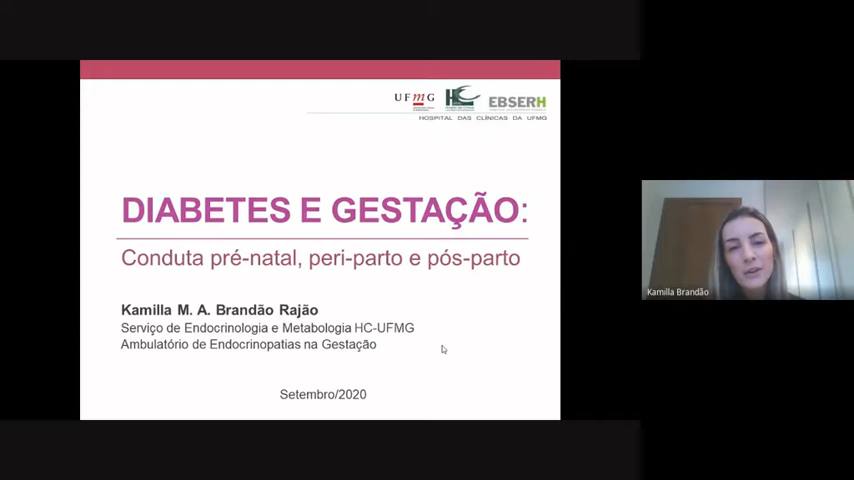 UFMG
EBSERH
HOSPITAL DAS CLÍNICAS DA UFMG
DIABETES E GESTAÇÃO:
Conduta pré-natal, peri-parto e pós-parto
Kamilla M. A. Brandão Rajão
Serviço de Endocrinologia e Metabologia HC-UFMG
Ambulatório de Endocrinopatias na Gestação
Setembro/2020
Kamilla Brandão